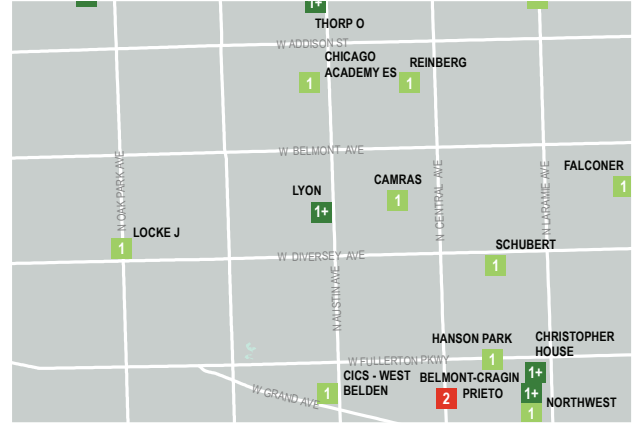 1+
THORP O
W ADDISON ST
CHICAGO
ACADEMY ES
REINBERG
1
1
W BELMONT AVE
N OAK PARK AVE
N CENTRAL AVE
N LARAMIE AVE
FALCONER
1
CAMRAS
1
LYON
1+
LOCKE J
1
SCHUBERT
1
W DIVERSEY AVE
N AUSTIN AVE
HANSON PARK
1
CHRISTOPHER
HOUSE
1+
W FULLERTON PKWY
W GRAND AVE
1
CICS - WEST
BELDEN
BELMONT-CRAGIN
2
PRIETO
1+
NORTHWEST
1